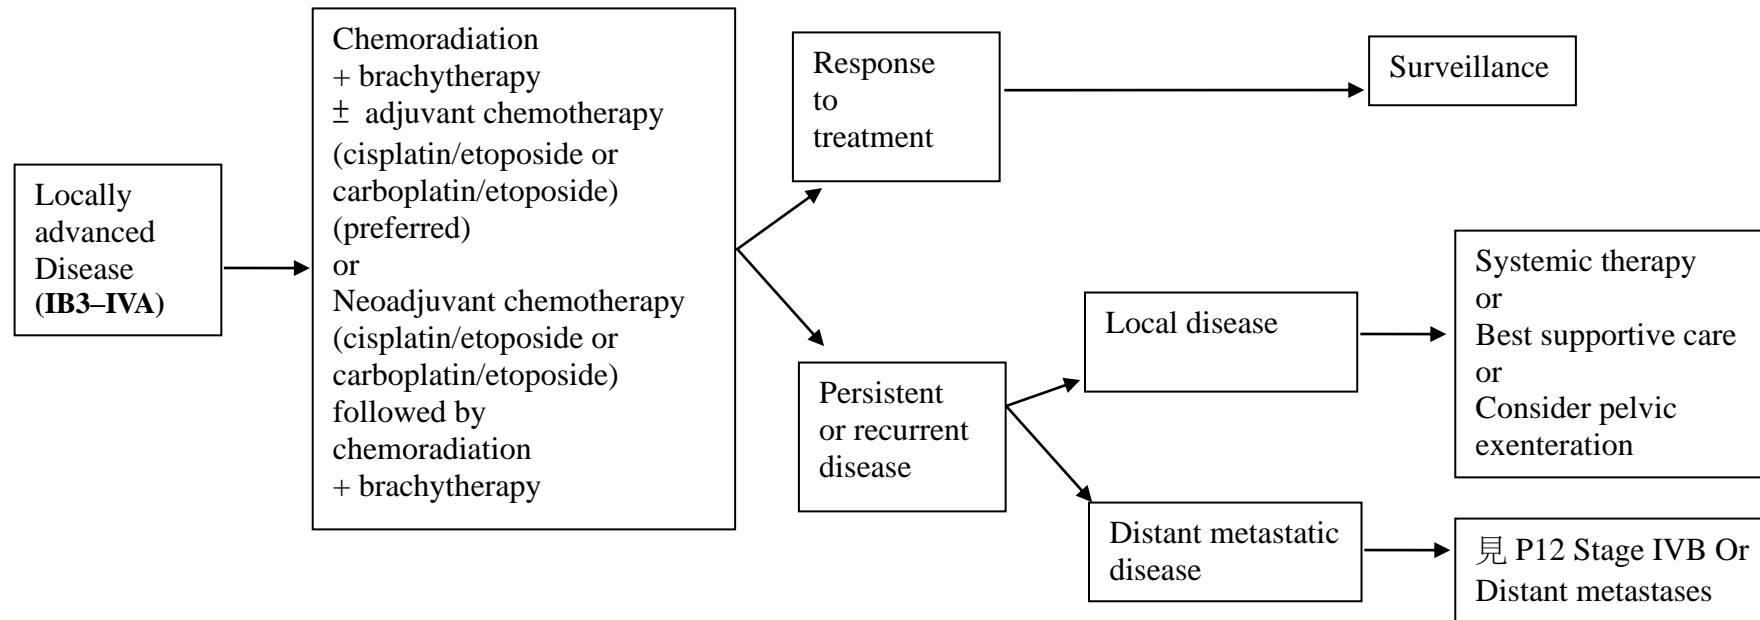 Locally
advanced
Disease
(IB3–IVA)
Chemoradiation
+ brachytherapy
± adjuvant chemotherapy
(cisplatin/etoposide or
carboplatin/etoposide)
(preferred)
or
Neoadjuvant chemotherapy
(cisplatin/etoposide or
carboplatin/etoposide)
followed by
chemoradiation
+ brachytherapy
Response
to
treatment
Surveillance
Persistent
or recurrent
disease
Local disease
Systemic therapy
or
Best supportive care
or
Consider pelvic
exenteration
Distant metastatic
disease
見 P12 Stage IVB Or
Distant metastases